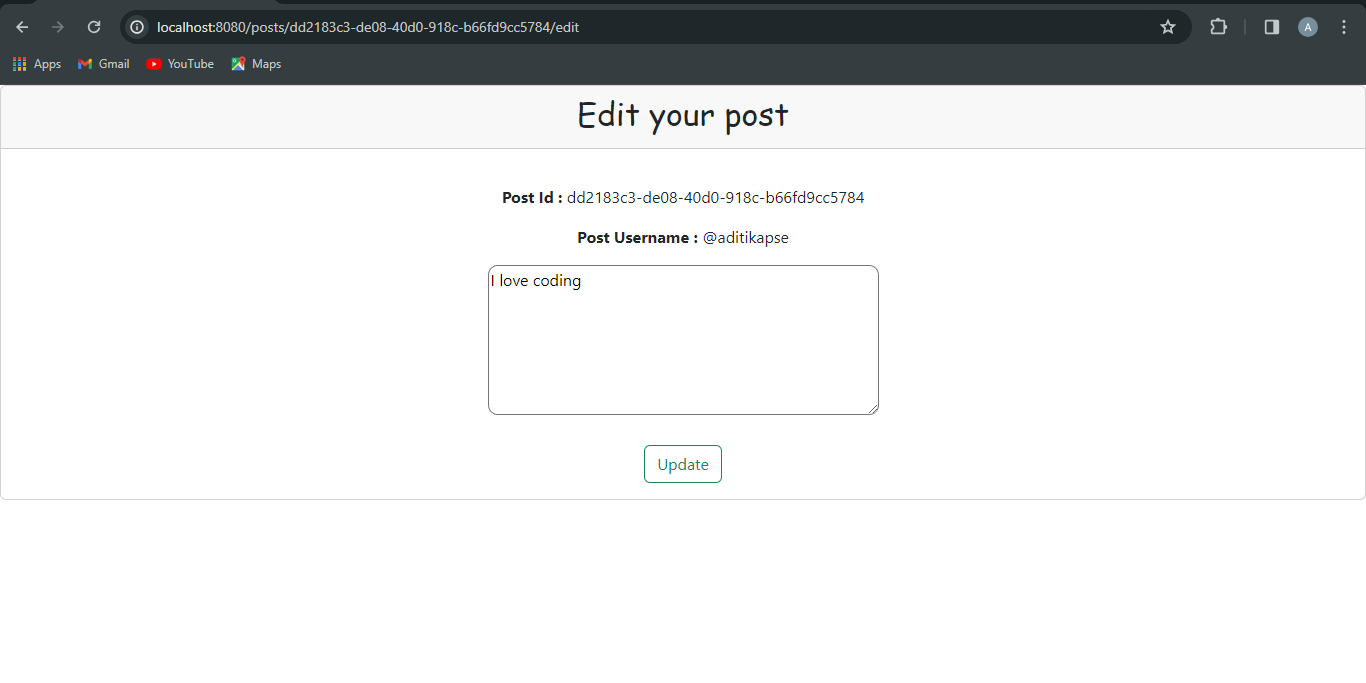 localhost:8080/posts/dd2183c3-de08-40d0-918c-b66fd9cc5784/edit
A
Apps Gmail YouTube Maps
Edit your post
Post Id : dd2183c3-de08-40d0-918c-b66fd9cc5784
Post Username : @aditikapse
I love coding
Update